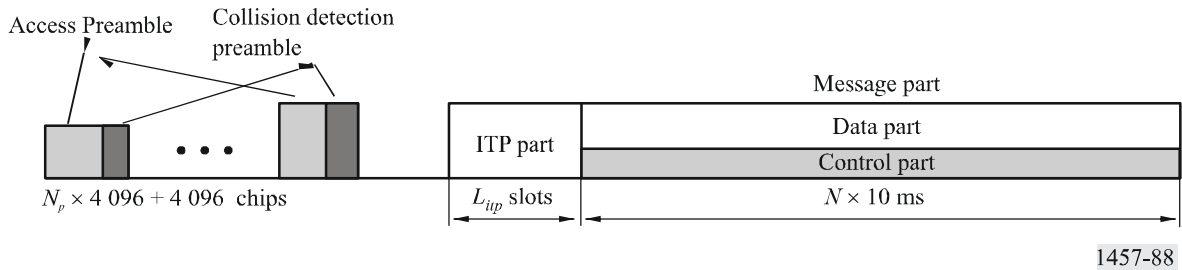 Access Preamble
Collision detection
preamble
Message part
ITP part
Data part
Control part
N_p × 4 096 + 4 096 chips
L_itp slots
N × 10 ms
1457-88